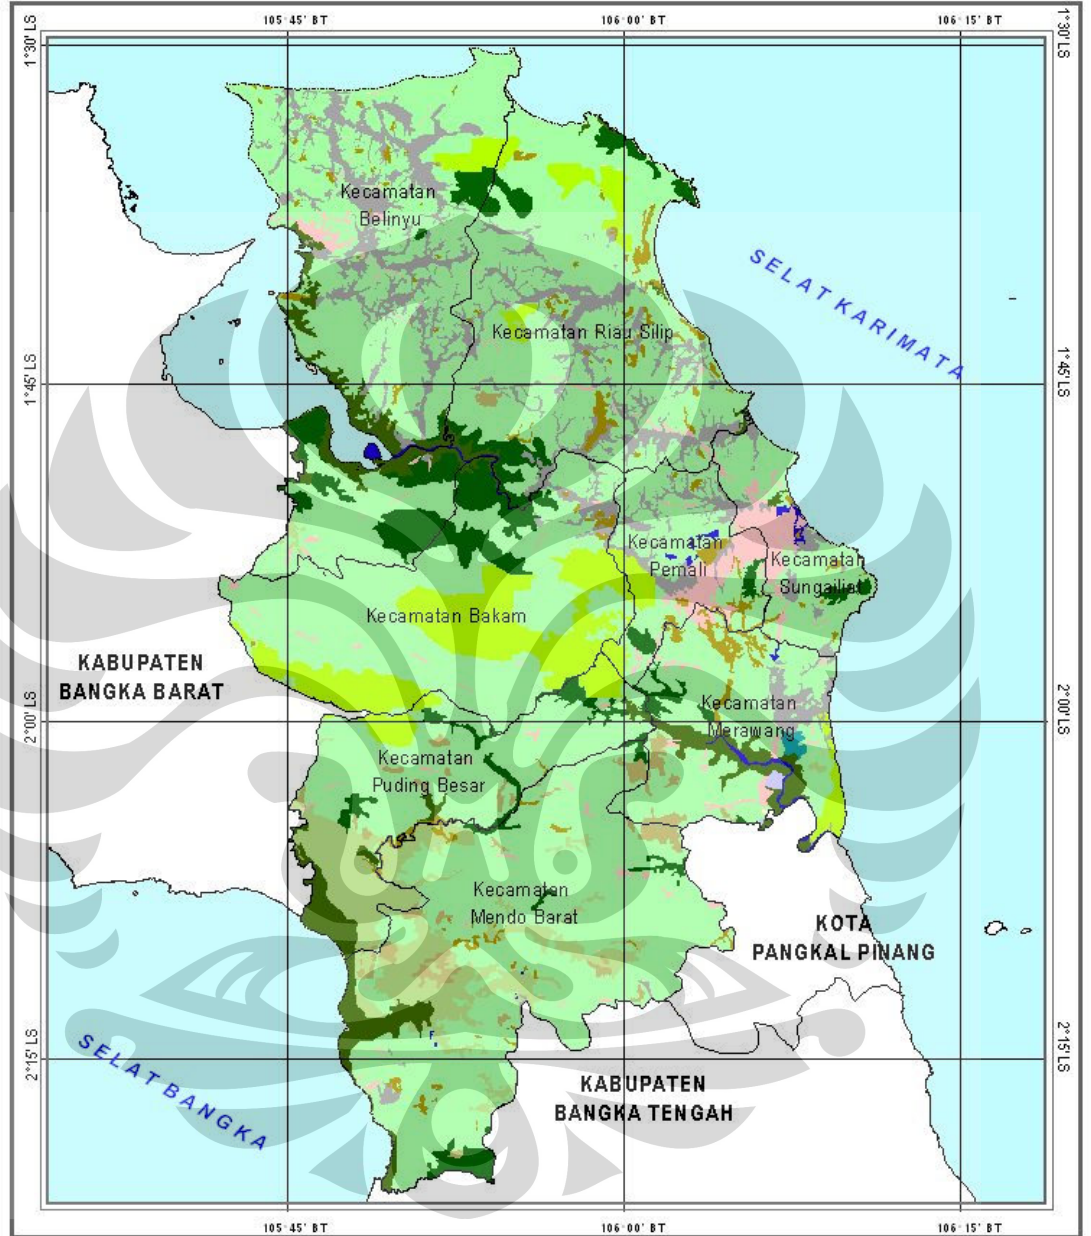 105°45' BT
106°00' BT
106°15' BT
1°30' LS
1°30' LS
Kecamatan
Belinyu
SELAT KARIMATA
Kecamatan Riau Silip
1°45' LS
1°45' LS
Kecamatan
Pemali
Kecamatan
Sungailiat
Kecamatan Bakam
KABUPATEN
BANGKA BARAT
Kecamatan
Merawang
2°00' LS
2°00' LS
Kecamatan
Puding Besar
Kecamatan
Mendo Barat
KOTA
PANGKAL PINANG
SELAT BANGKA
2°15' LS
2°15' LS
KABUPATEN
BANGKA TENGAH
105°45' BT
106°00' BT
106°15' BT